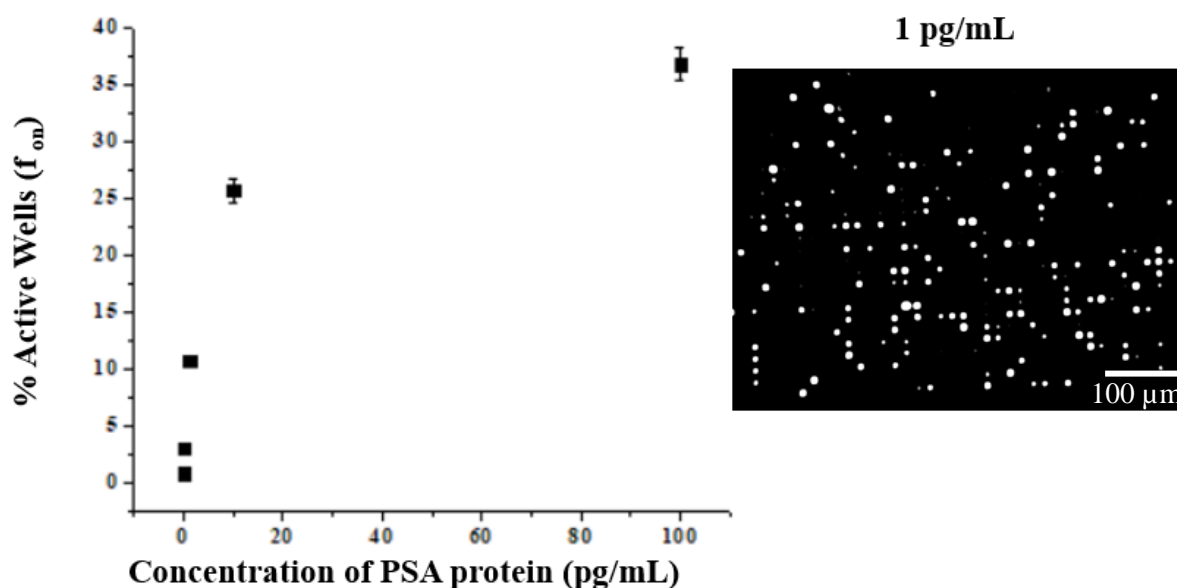 % Active Wells (f on)
40
35
30
25
20
15
10
5
0
0 20 40 60 80 100
Concentration of PSA protein (pg/mL)
1 pg/mL
100 µm